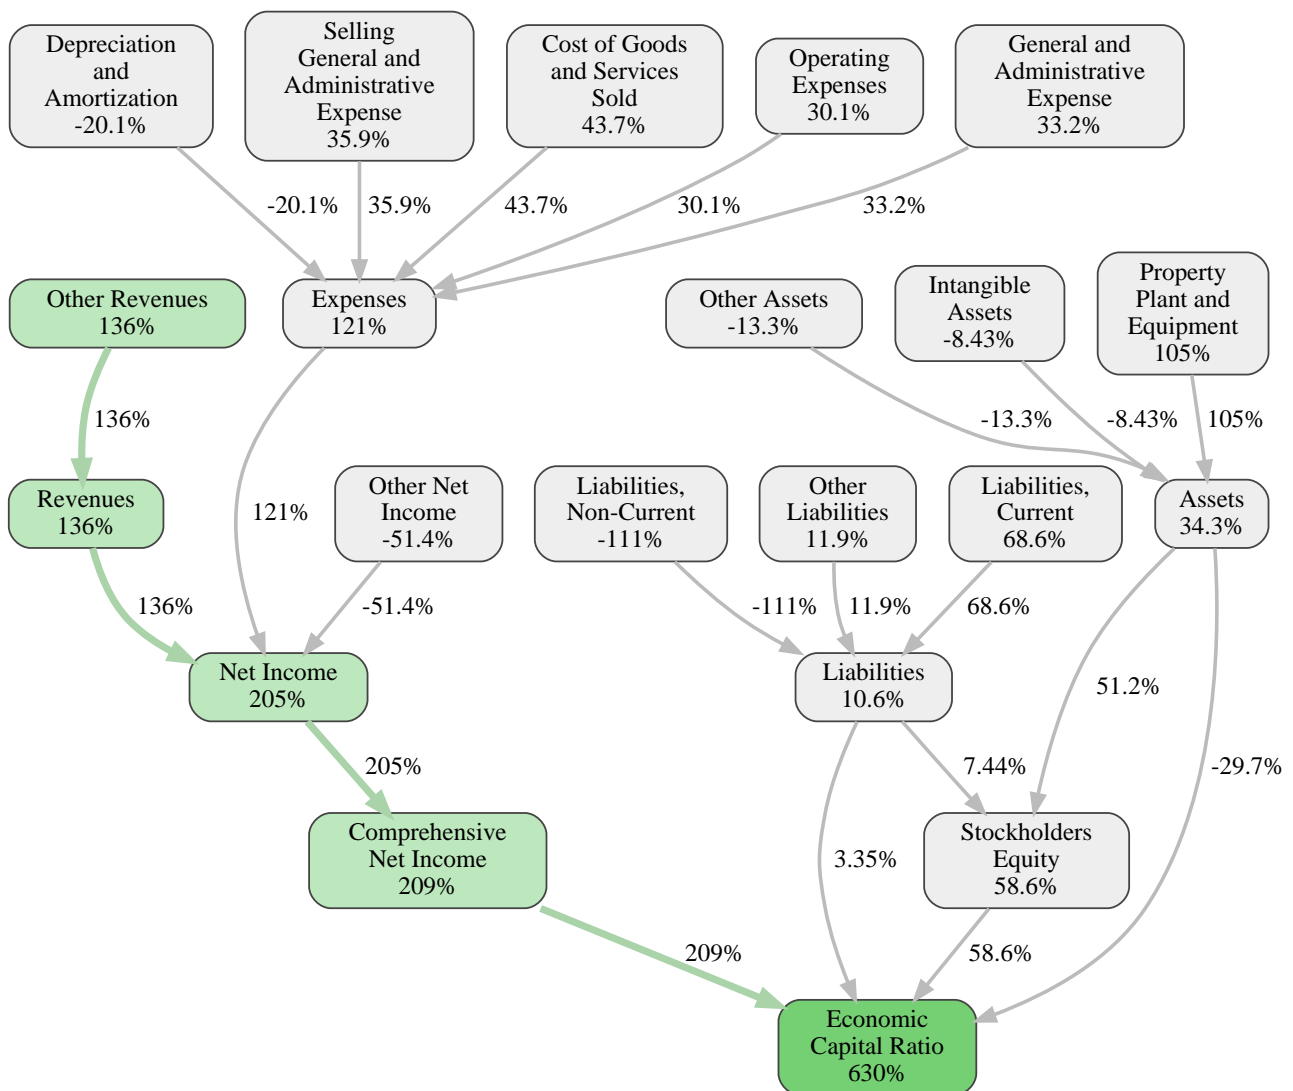 Depreciation
and
Amortization
-20.1%
Selling
General and
Administrative
Expense
35.9%
Cost of Goods
and Services
Sold
43.7%
Operating
Expenses
30.1%
General and
Administrative
Expense
33.2%
-20.1%
35.9%
43.7%
30.1%
33.2%
Other Revenues
136%
Expenses
121%
Other Assets
-13.3%
Intangible
Assets
-8.43%
Property
Plant and
Equipment
105%
136%
-13.3%
-8.43%
105%
Revenues
136%
121%
Other Net
Income
-51.4%
Liabilities,
Non-Current
-111%
Other
Liabilities
11.9%
Liabilities,
Current
68.6%
Assets
34.3%
136%
-51.4%
-111%
11.9%
68.6%
Net Income
205%
Liabilities
10.6%
51.2%
205%
7.44%
-29.7%
Comprehensive
Net Income
209%
3.35%
Stockholders
Equity
58.6%
209%
58.6%
Economic
Capital Ratio
630%